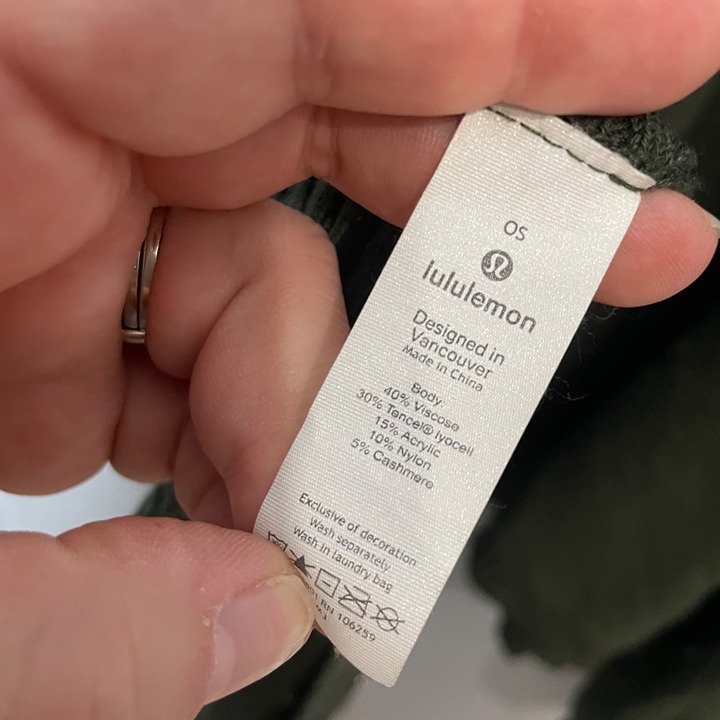 OS
lululemon
Designed in
Vancouver
Made in China
Body
40% Viscose
30% Tencel® lyocell
15% Acrylic
10% Nylon
5% Cashmere
Exclusive of decoration
Wash separately
Wash in laundry bag
RN 106259